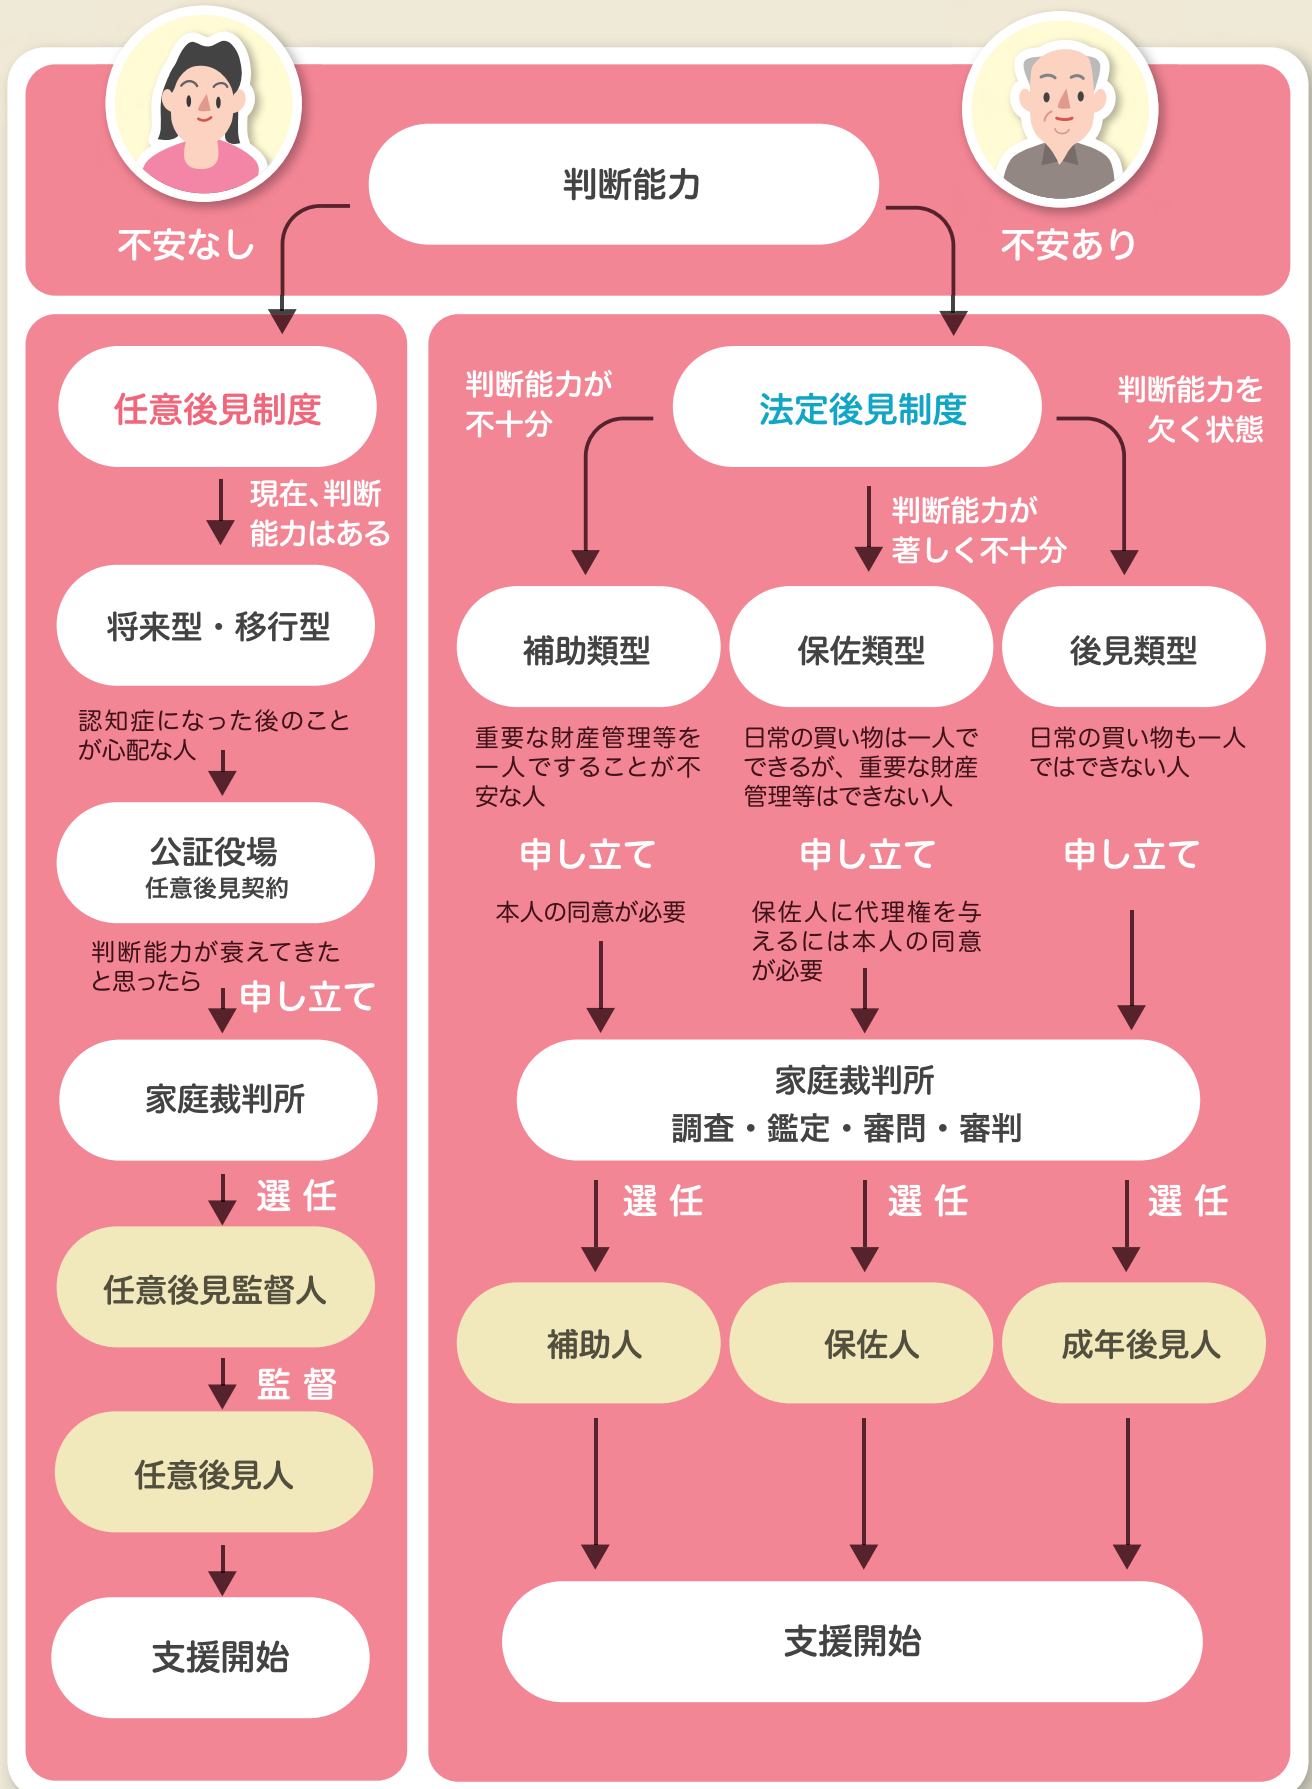 判断能力
不安なし
不安あり
任意後見制度
現在、判断
能力はある
将来型・移行型
認知症になった後のこと
が心配な人
公証役場
任意後見契約
判断能力が衰えてきた
と思ったら
申し立て
家庭裁判所
選 任
任意後見監督人
監 督
任意後見人
支援開始
法定後見制度
判断能力が
不十分
判断能力が
著しく不十分
判断能力を
欠く状態
補助類型
保佐類型
後見類型
重要な財産管理等を
一人ですることが不
安な人
日常の買い物は一人で
できるが、重要な財産
管理等はできない人
日常の買い物も一人
ではできない人
申し立て
申し立て
申し立て
本人の同意が必要
保佐人に代理権を与
えるには本人の同意
が必要
家庭裁判所
調査・鑑定・審問・審判
選 任
選 任
選 任
補助人
保佐人
成年後見人
支援開始